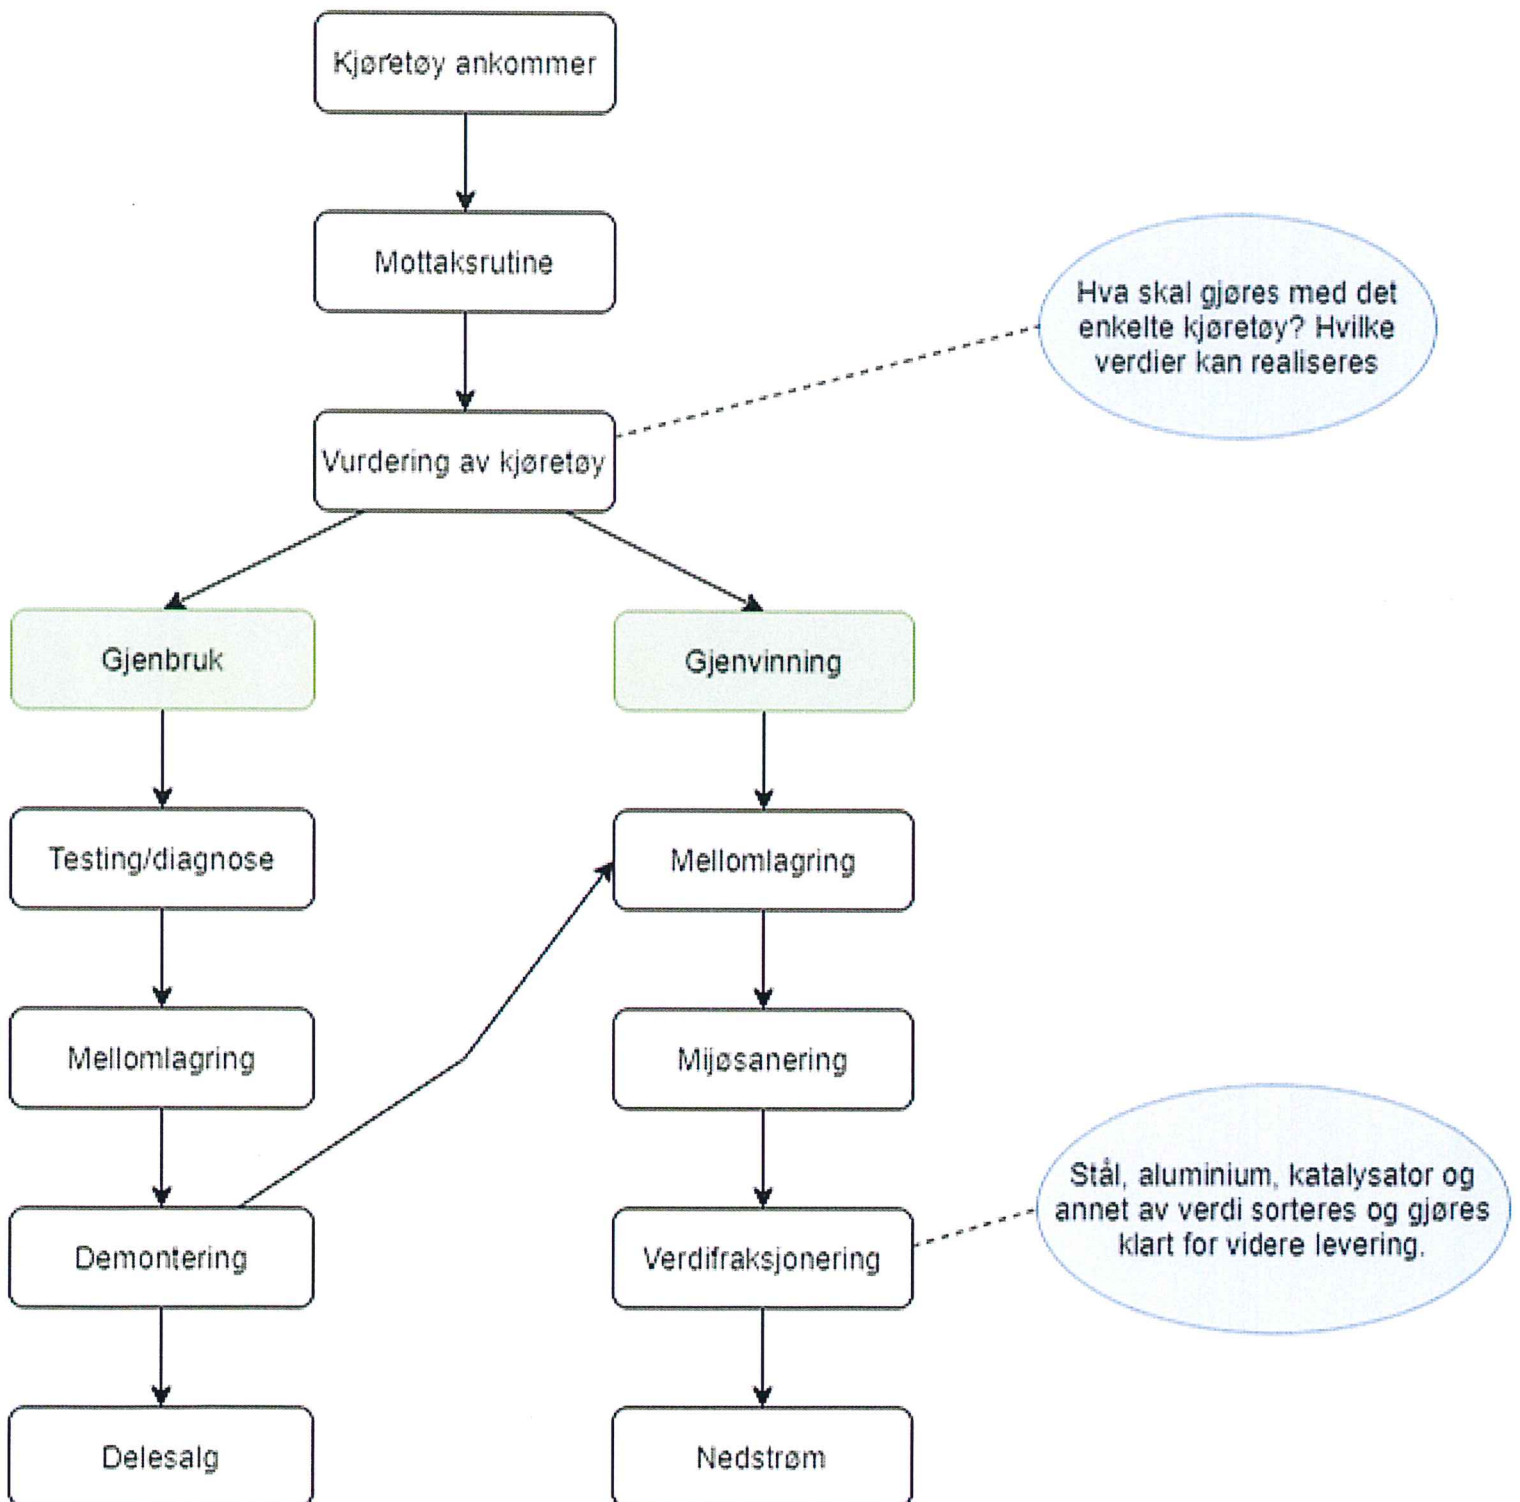 Kjøretøy ankommer
Mottaksrutine
Hva skal gjøres med det
enkelte kjøretøy? Hvilke
verdier kan realiseres
Vurdering av kjøretøy
Gjenbruk
Gjenvinning
Testing/diagnose
Mellomlagring
Mellomlagring
Mijøsanering
Demontering
Verdifraksjonering
Stål, aluminium, katalysator og
annet av verdi sorteres og gjøres
klart for videre levering.
Delesalg
Nedstrøm